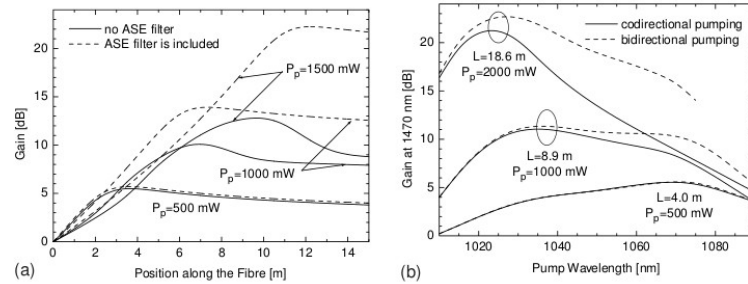 no ASE filter
ASE filter is included
P_p=1500 mW
P_p=1000 mW
P_p=500 mW
Gain [dB]
0
5
10
15
20
0 2 4 6 8 10 12 14
Position along the Fibre [m]
(a)
codirectional pumping
bidirectional pumping
L=18.6 m
P_p=2000 mW
L=8.9 m
P_p=1000 mW
L=4.0 m
P_p=500 mW
Gain at 1470 nm [dB]
0
5
10
15
20
1020 1040 1060 1080
Pump Wavelength [nm]
(b)